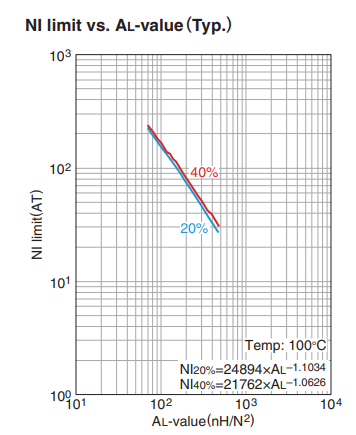 NI limit vs. AL-value (Typ.)
10³
10²
10¹
10⁰
NI limit(AT)
40%
20%
Temp: 100°C
NI20%=24894×AL−1.1034
NI40%=21762×AL−1.0626
10¹
10²
10³
10⁴
AL-value(nH/N²)